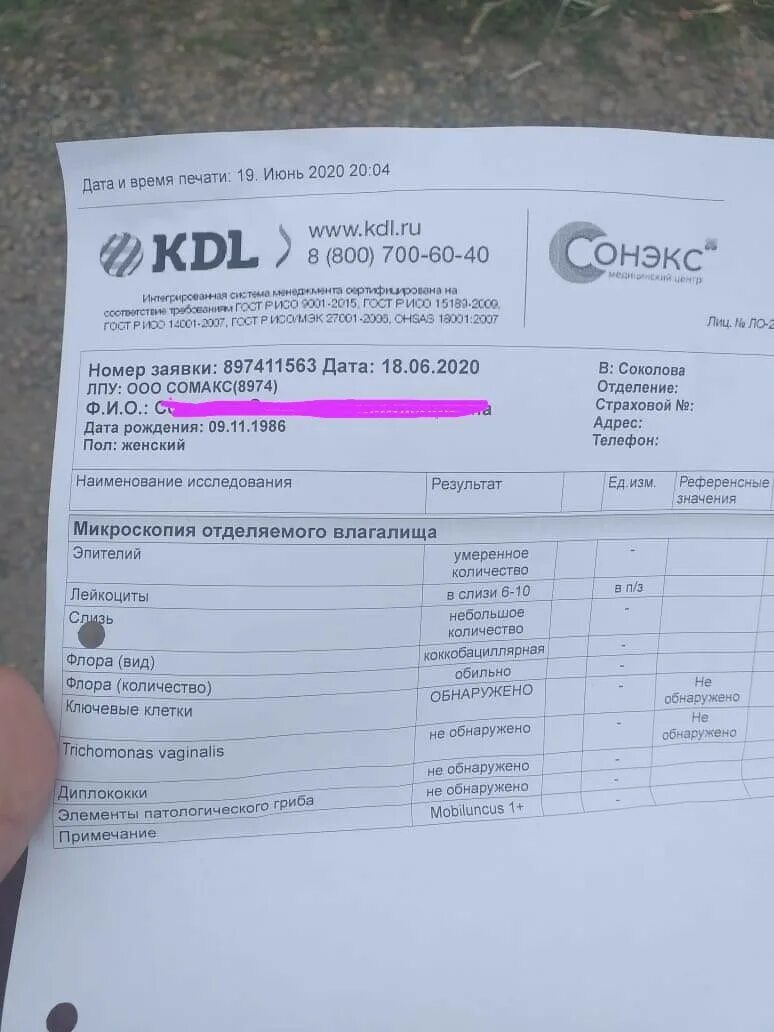 Дата и время печати: 19. Июнь 2020 20:04
KDL
www.kdl.ru
8 (800) 700-60-40
СОНЭКС
медицинский центр
Интегрированная система менеджмента сертифицирована на
соответствие требованиям ГОСТ Р ИСО 9001-2015, ГОСТ Р ИСО 15189-2009,
ГОСТ Р ИСО 14001-2007, ГОСТ Р ИСО/МЭК 27001-2006, OHSAS 18001:2007
Лиц. № ЛО-2
Номер заявки: 897411563 Дата: 18.06.2020
ЛПУ: ООО СОМАКС(8974)
Ф.И.О.:
Дата рождения: 09.11.1986
Пол: женский
В: Соколова
Отделение:
Страховой №:
Адрес:
Телефон:
Наименование исследования Результат Ед.изм. Референсные значения
Микроскопия отделяемого влагалища
Эпителий умеренное количество -
Лейкоциты в слизи 6-10 в п/з
Слизь небольшое количество -
Флора (вид) коккобациллярная -
Флора (количество) обильно -
Ключевые клетки ОБНАРУЖЕНО - Не обнаружено
Trichomonas vaginalis не обнаружено - Не обнаружено
Диплококки не обнаружено -
Элементы патологического гриба не обнаружено -
Примечание Mobiluncus 1+ -